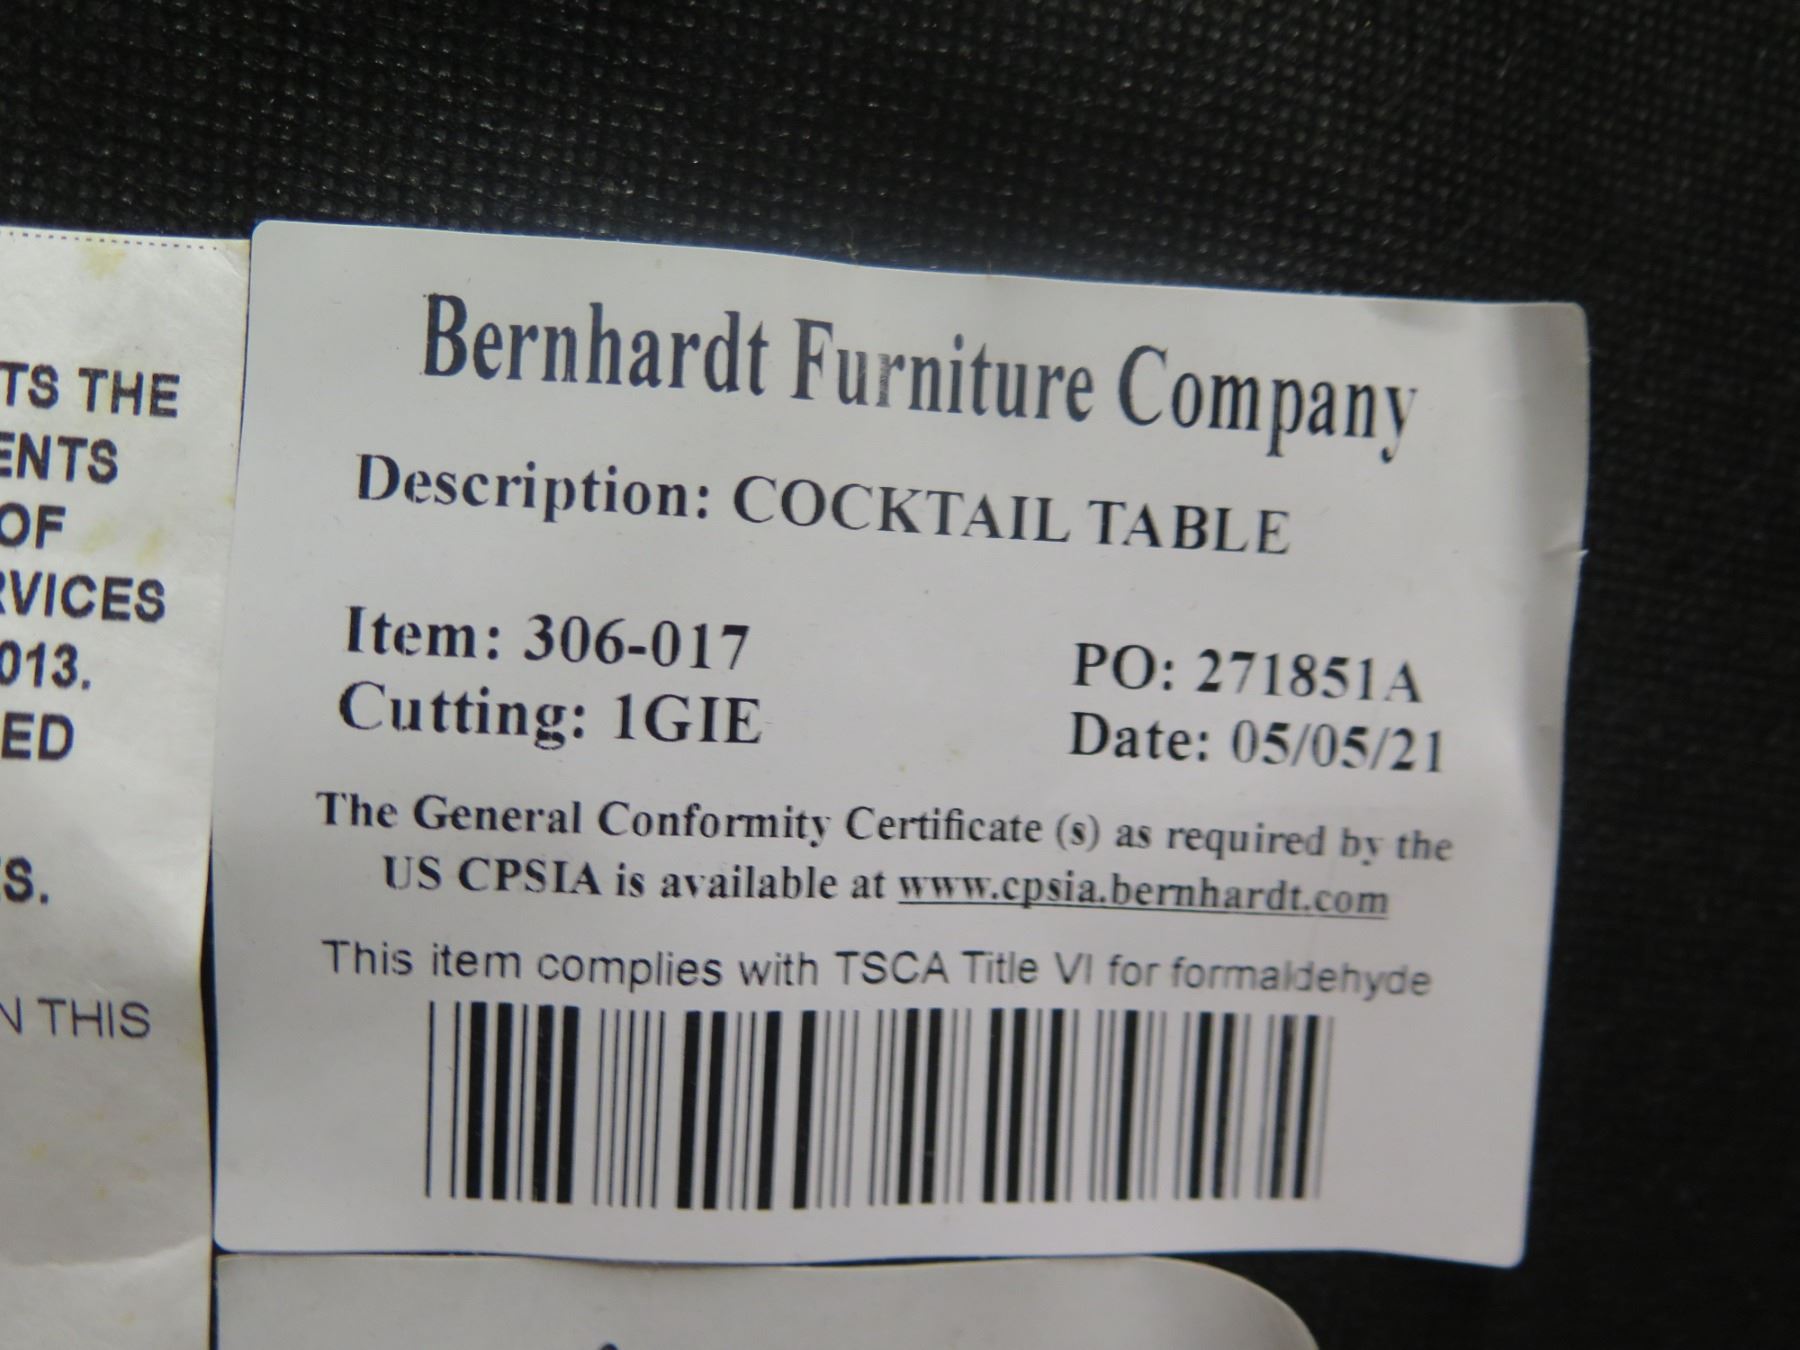 TS THE
ENTS
OF
RVICES
013.
ED
S.
N THIS
Bernhardt Furniture Company
Description: COCKTAIL TABLE
Item: 306-017
PO: 271851A
Cutting: 1GIE
Date: 05/05/21
The General Conformity Certificate (s) as required by the
US CPSIA is available at www.cpsia.bernhardt.com
This item complies with TSCA Title VI for formaldehyde